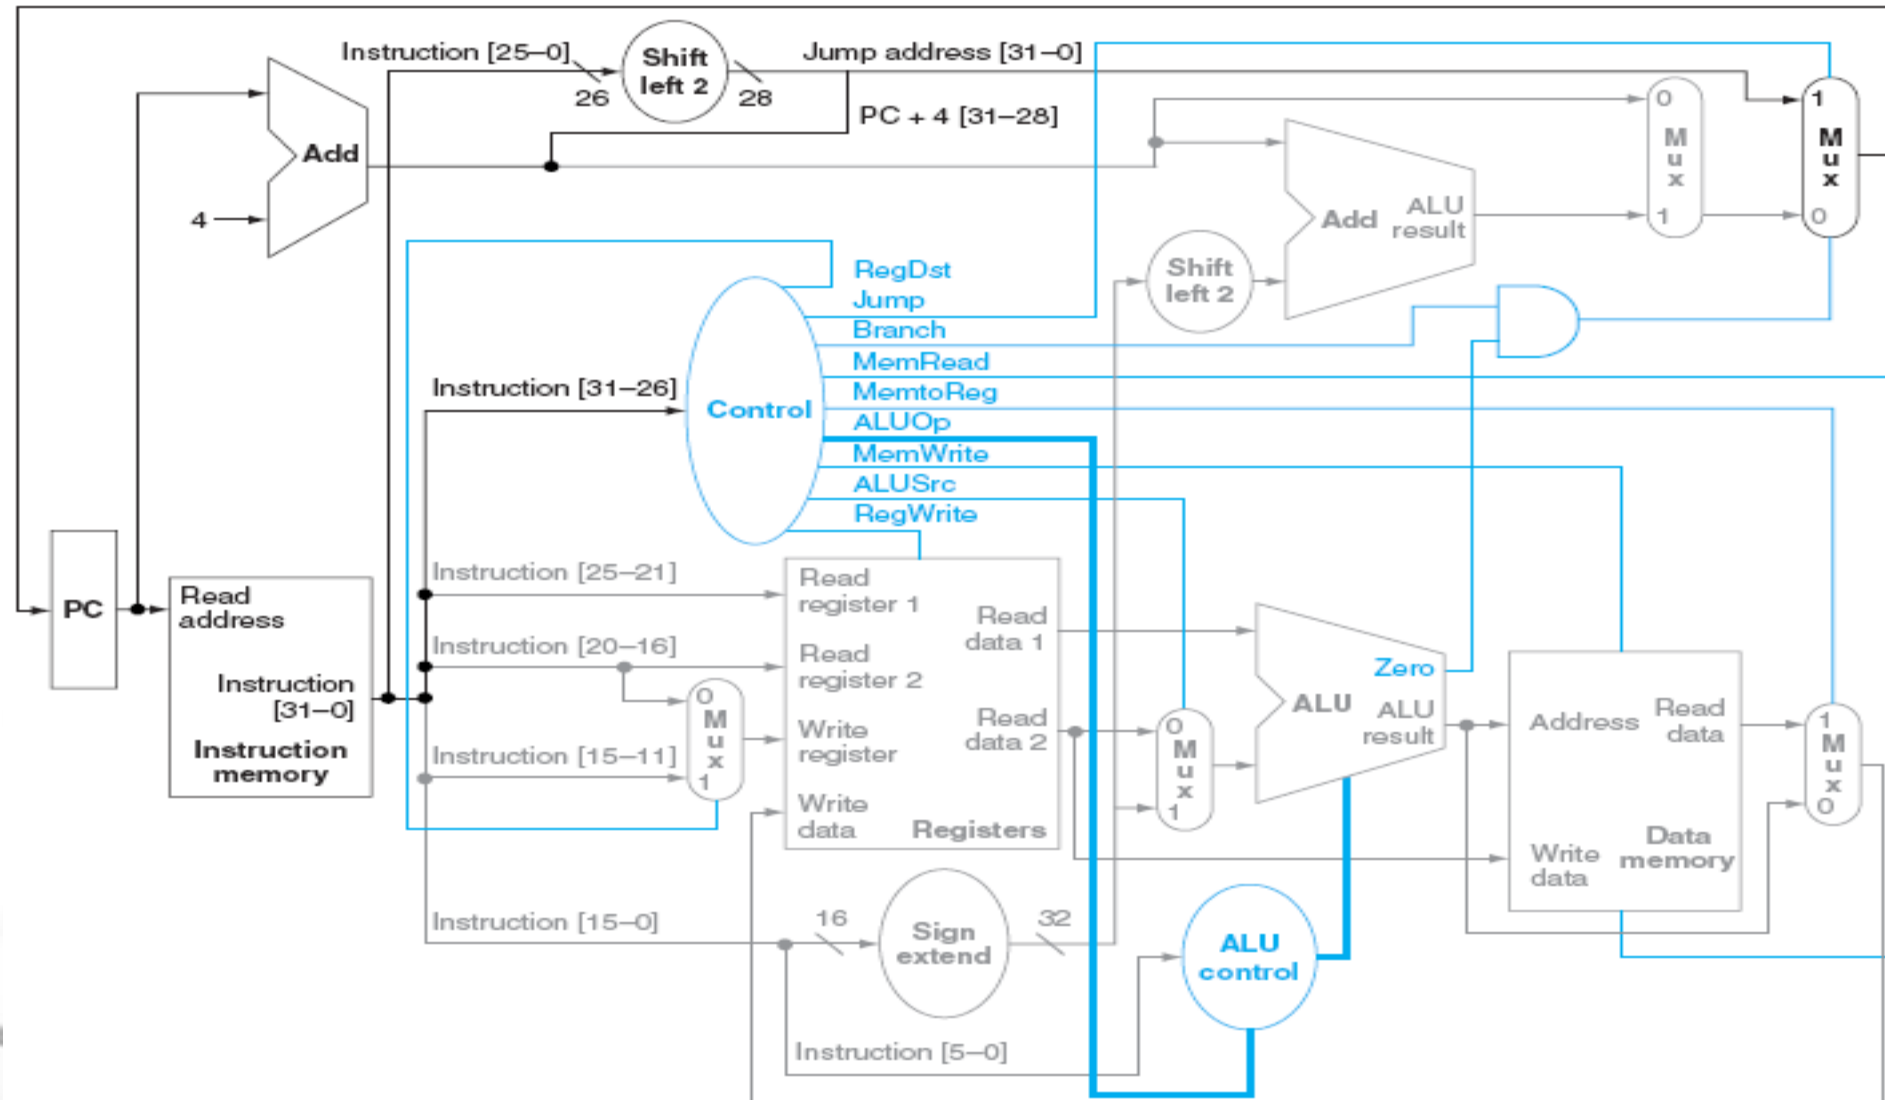 Instruction [25–0]
26
Shift
left 2
28
Jump address [31–0]
PC + 4 [31–28]
Add
4
0
M
u
x
1
1
M
u
x
0
Add
ALU
result
Shift
left 2
RegDst
Jump
Branch
MemRead
MemtoReg
ALUOp
MemWrite
ALUSrc
RegWrite
Control
Instruction [31–26]
PC
Read
address
Instruction
[31–0]
Instruction
memory
Instruction [25–21]
Instruction [20–16]
Instruction [15–11]
0
M
u
x
1
Read
register 1
Read
register 2
Write
register
Write
data
Read
data 1
Read
data 2
Registers
0
M
u
x
1
Zero
ALU
ALU
result
Address
Read
data
Write
data
Data
memory
1
M
u
x
0
Instruction [15–0]
16
Sign
extend
32
ALU
control
Instruction [5–0]